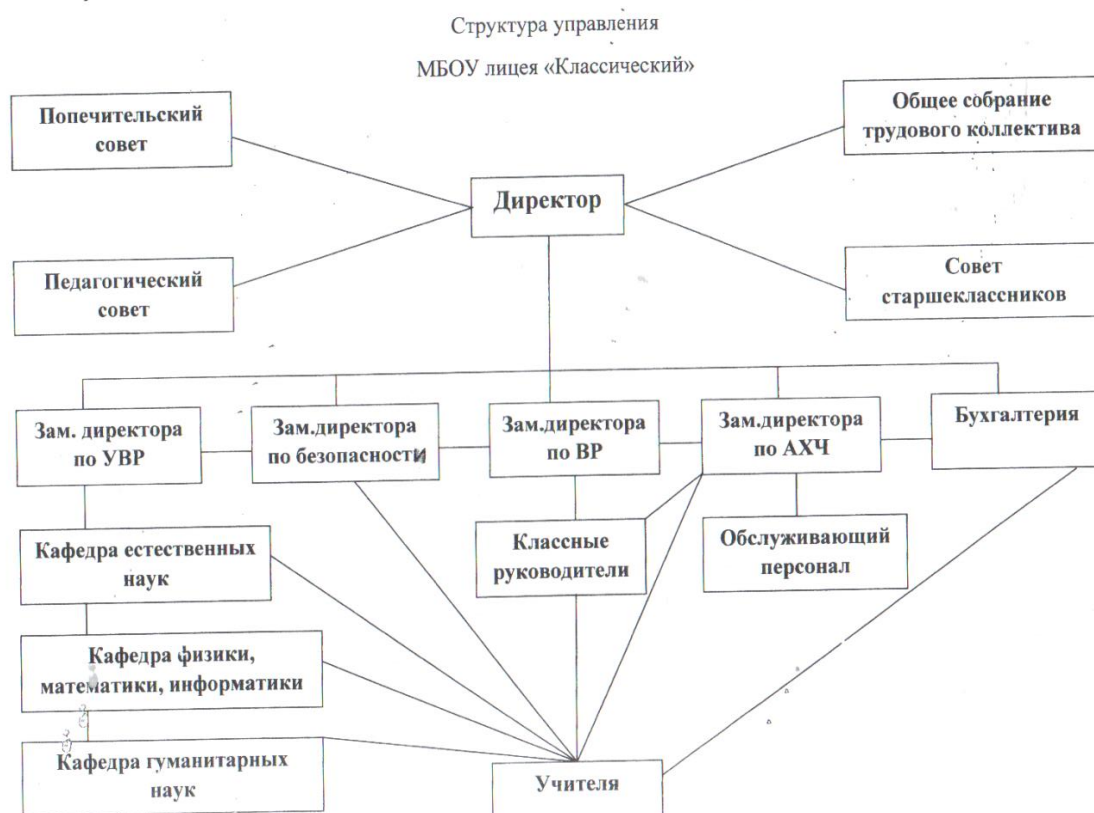 Структура управления
МБОУ лицея «Классический»
Попечительский
совет
Общее собрание
трудового коллектива
Директор
Педагогический
совет
Совет
старшеклассников
Зам. директора
по УВР
Зам.директора
по безопасности
Зам.директора
по ВР
Зам.директора
по АХЧ
Бухгалтерия
Кафедра естественных
наук
Классные
руководители
Обслуживающий
персонал
Кафедра физики,
математики, информатики
Кафедра гуманитарных
наук
Учителя